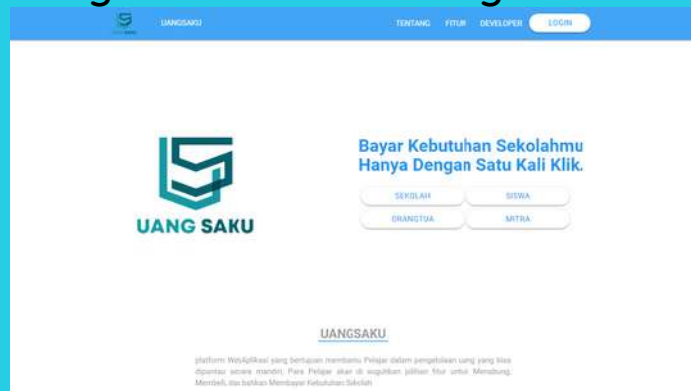 UANGSAKU TENTANG FITUR DEVELOPER LOGIN
Bayar Kebutuhan Sekolahmu
Hanya Dengan Satu Kali Klik.
SEKOLAH SISWA
ORANGTUA MITRA
UANG SAKU
UANGSAKU
platform WebAplikasi yang bertujuan membantu Pelajar dalam pengelolaan uang yang bisa
dipantau secara mandiri, Para Pelajar akan di suguhkan pilihan fitur untuk Menabung,
Membeli, dan bahkan Membayar Kebutuhan Sekolah